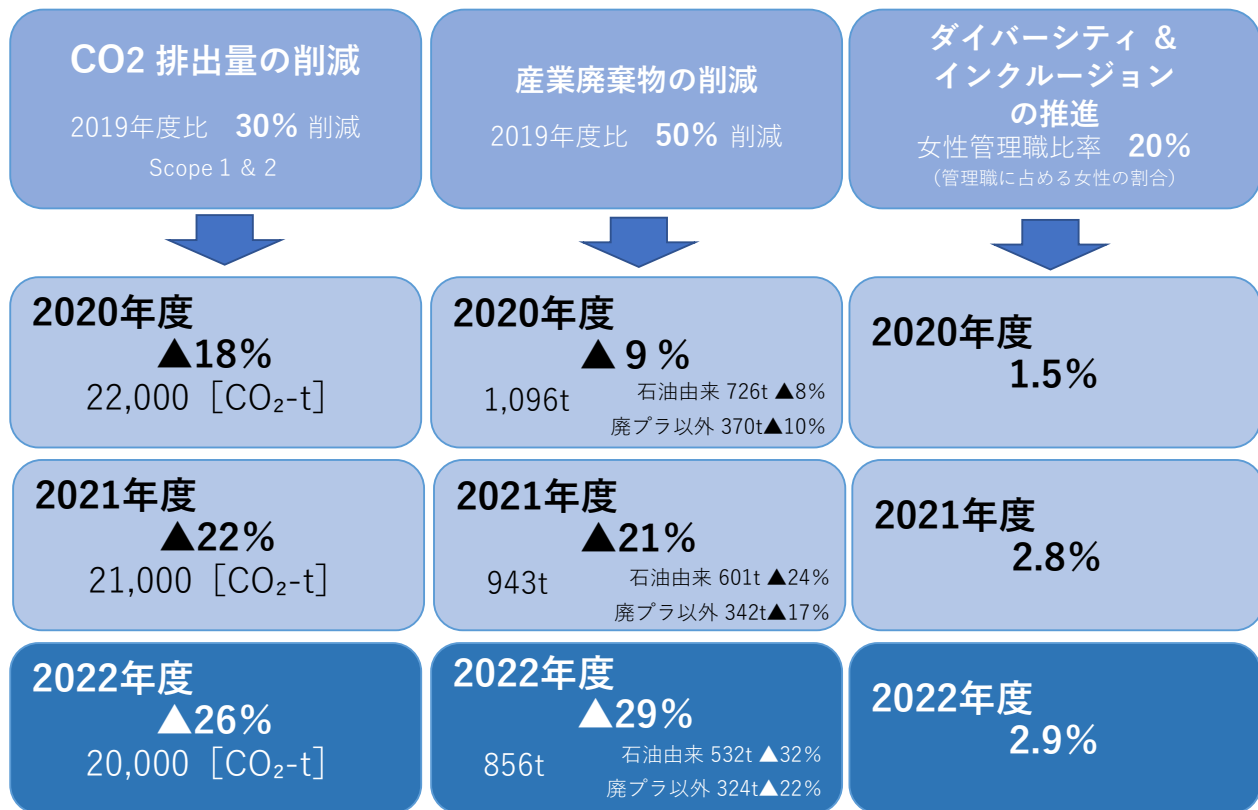 CO2 排出量の削減
2019年度比 30% 削減
Scope 1 & 2
産業廃棄物の削減
2019年度比 50% 削減
ダイバーシティ &
インクルージョン
の推進
女性管理職比率 20%
(管理職に占める女性の割合)
2020年度
▲18%
22,000 [CO₂-t]
2020年度
▲ 9 %
1,096t
石油由来 726t ▲8%
廃プラ以外 370t▲10%
2020年度
1.5%
2021年度
▲22%
21,000 [CO₂-t]
2021年度
▲21%
943t
石油由来 601t ▲24%
廃プラ以外 342t▲17%
2021年度
2.8%
2022年度
▲26%
20,000 [CO₂-t]
2022年度
▲29%
856t
石油由来 532t ▲32%
廃プラ以外 324t▲22%
2022年度
2.9%